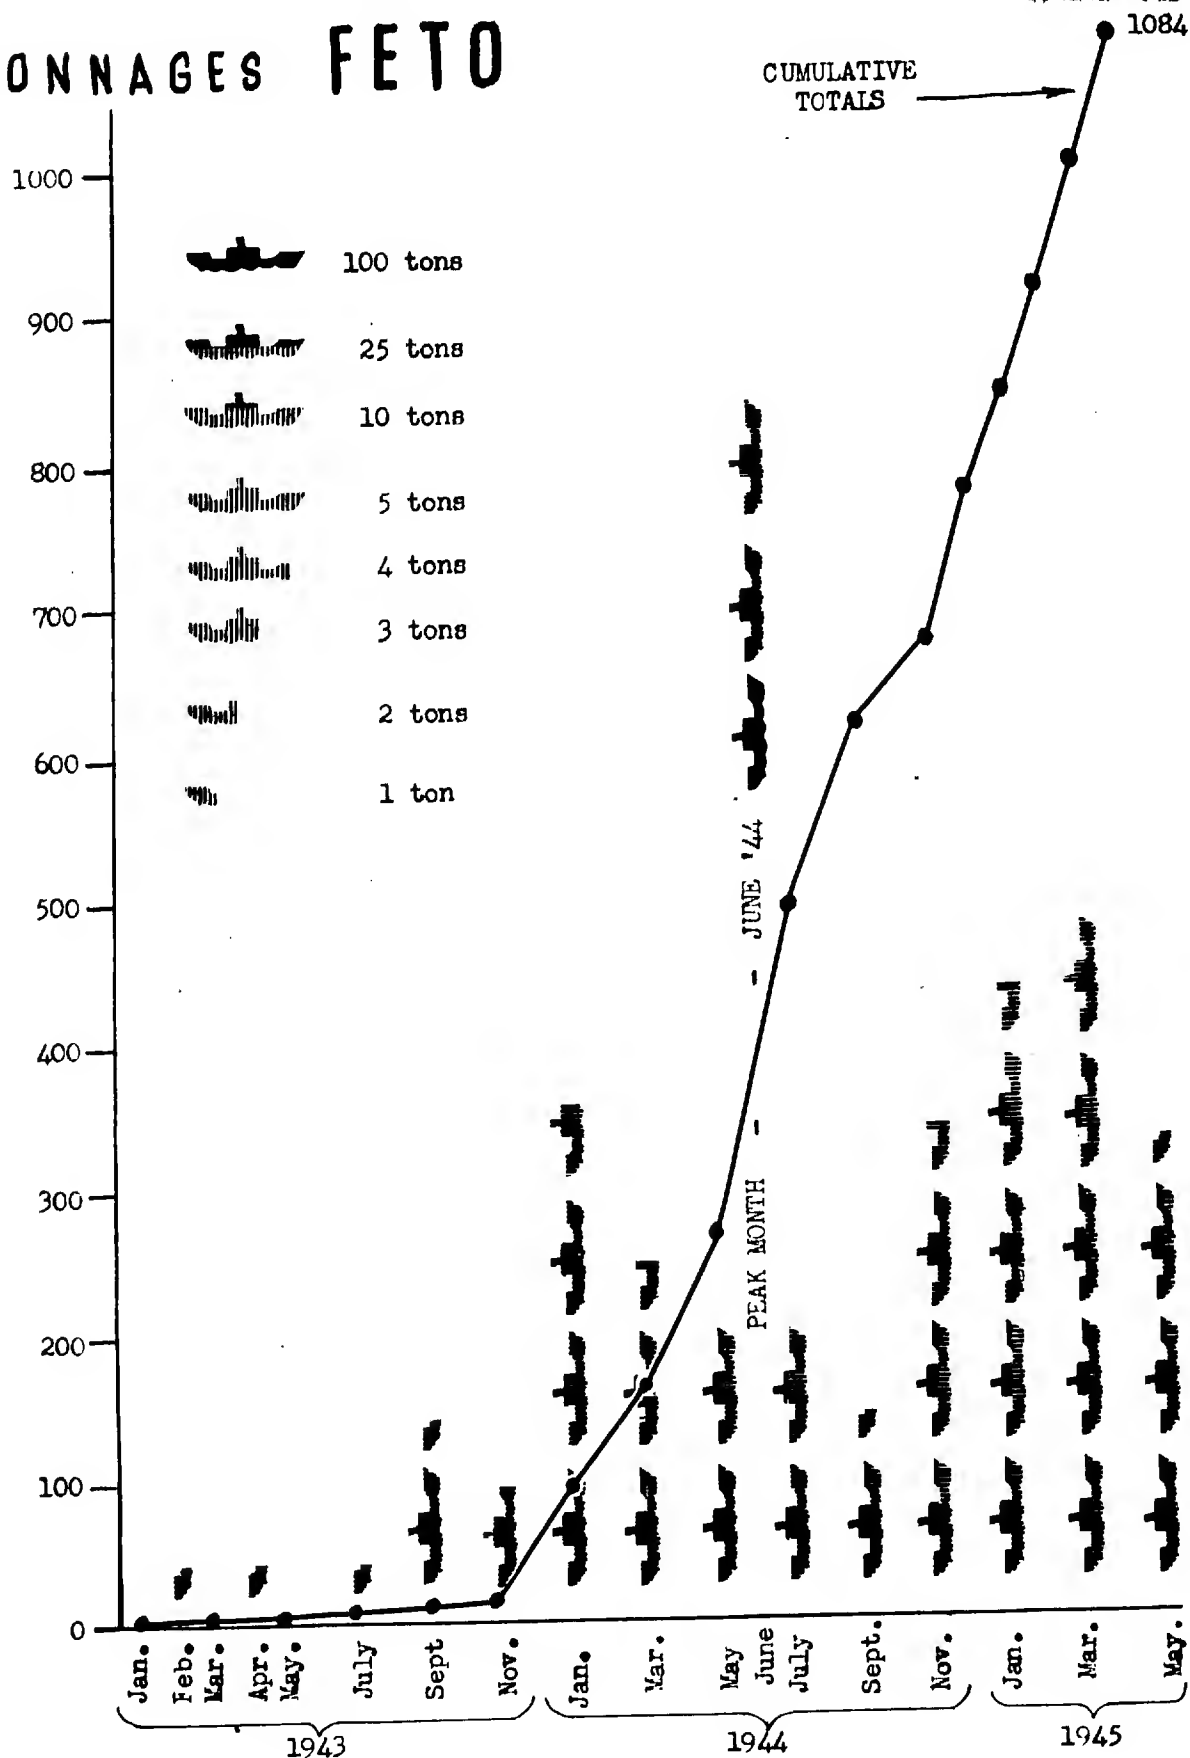 ONNAGES FETO
1084
CUMULATIVE
TOTALS
1000
900
800
700
600
500
400
300
200
100
0
100 tons
25 tons
10 tons
5 tons
4 tons
3 tons
2 tons
1 ton
PEAK MONTH - - JUNE '44
Jan. Feb. Mar. Apr. May. July Sept Nov. Jan. Mar. May June July Sept. Nov. Jan. Mar. May.
1943 1944 1945